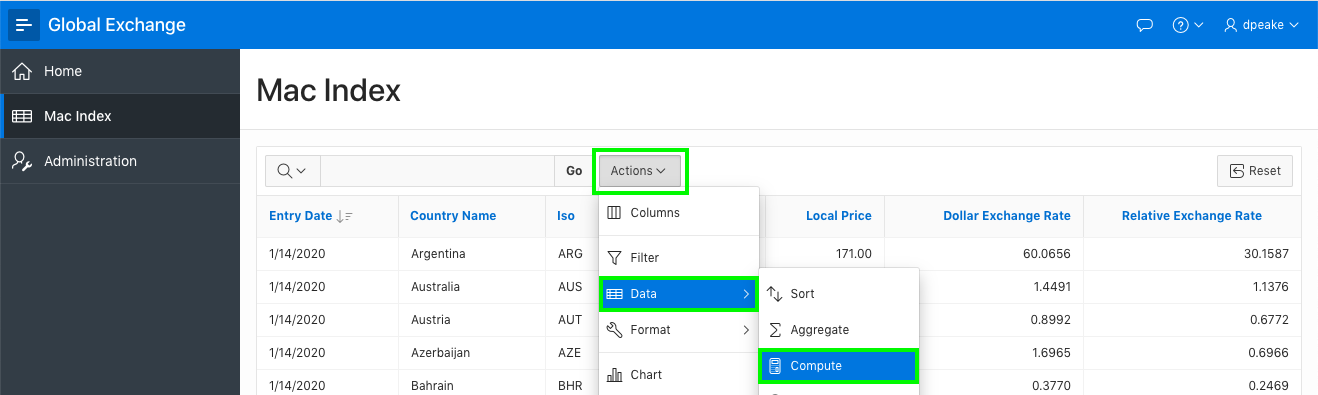 Global Exchange
dpeake
Home
Mac Index
Administration
Mac Index
Go Actions Reset
Entry Date Country Name Iso Local Price Dollar Exchange Rate Relative Exchange Rate
1/14/2020 Argentina ARG 171.00 60.0656 30.1587
1/14/2020 Australia AUS 1.4491 1.1376
1/14/2020 Austria AUT 0.8992 0.6772
1/14/2020 Azerbaijan AZE 1.6965 0.6966
1/14/2020 Bahrain BHR 0.3770 0.2469
Columns
Filter
Data
Format
Chart
Sort
Aggregate
Compute